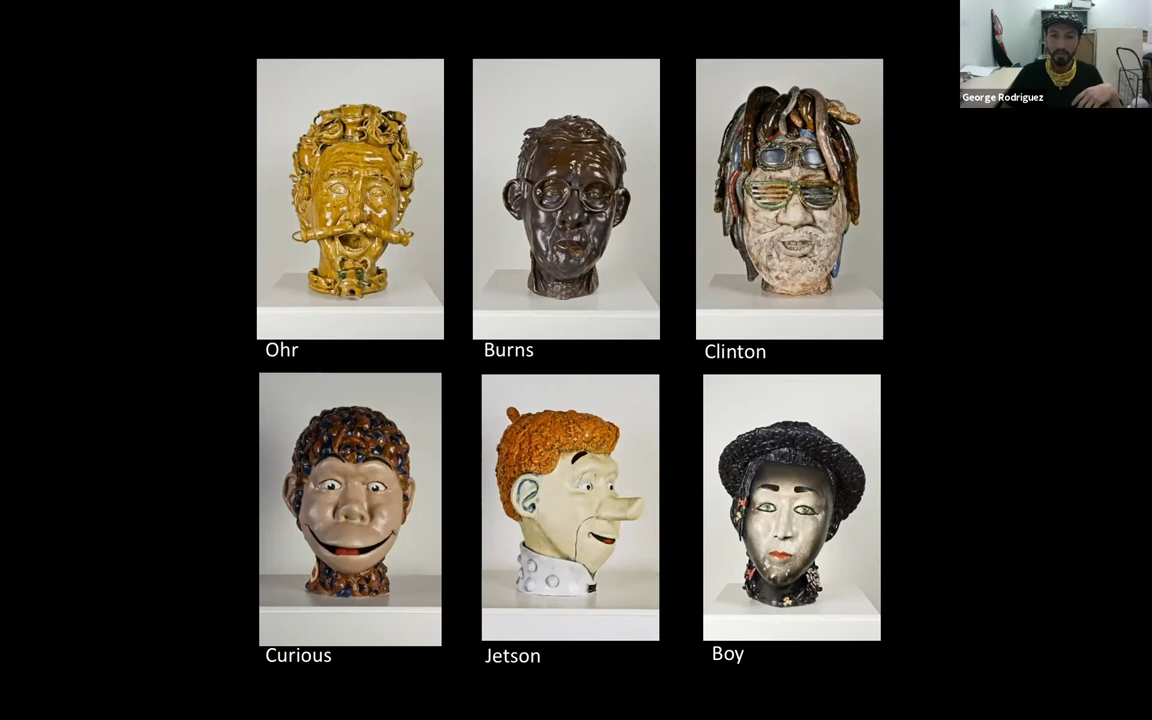 George Rodriguez
Ohr
Burns
Clinton
Curious
Jetson
Boy